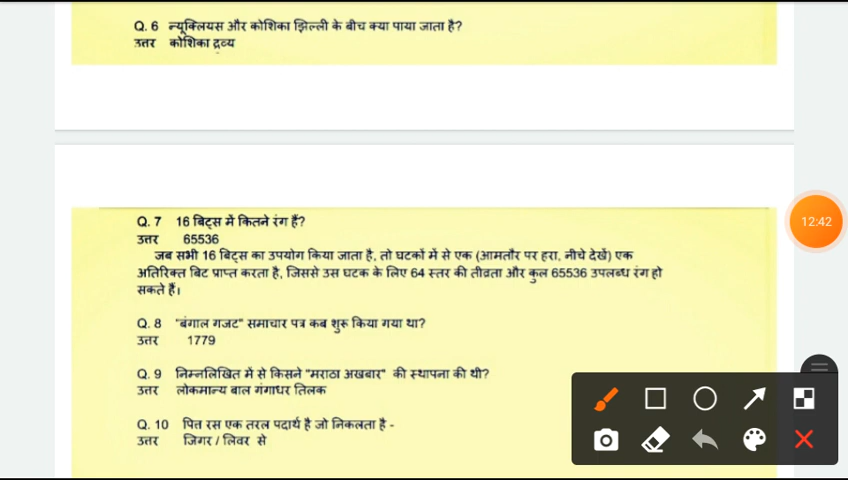 Q. 6 न्यूक्लियस और कोशिका झिल्ली के बीच क्या पाया जाता है?
उत्तर कोशिका द्रव्य
Q. 7 16 बिट्स में कितने रंग हैं?
उत्तर 65536
जब सभी 16 बिट्स का उपयोग किया जाता है, तो घटकों में से एक (आमतौर पर हरा, नीचे देखें) एक
अतिरिक्त बिट प्राप्त करता है, जिससे उस घटक के लिए 64 स्तर की तीव्रता और कुल 65536 उपलब्ध रंग हो
सकते हैं।
12:42
Q. 8 "बंगाल गजट" समाचार पत्र कब शुरू किया गया था?
उत्तर 1779
Q. 9 निम्नलिखित में से किसने "मराठा अखबार" की स्थापना की थी?
उत्तर लोकमान्य बाल गंगाधर तिलक
Q. 10 पित्त रस एक तरल पदार्थ है जो निकलता है -
उत्तर जिगर / लिवर से